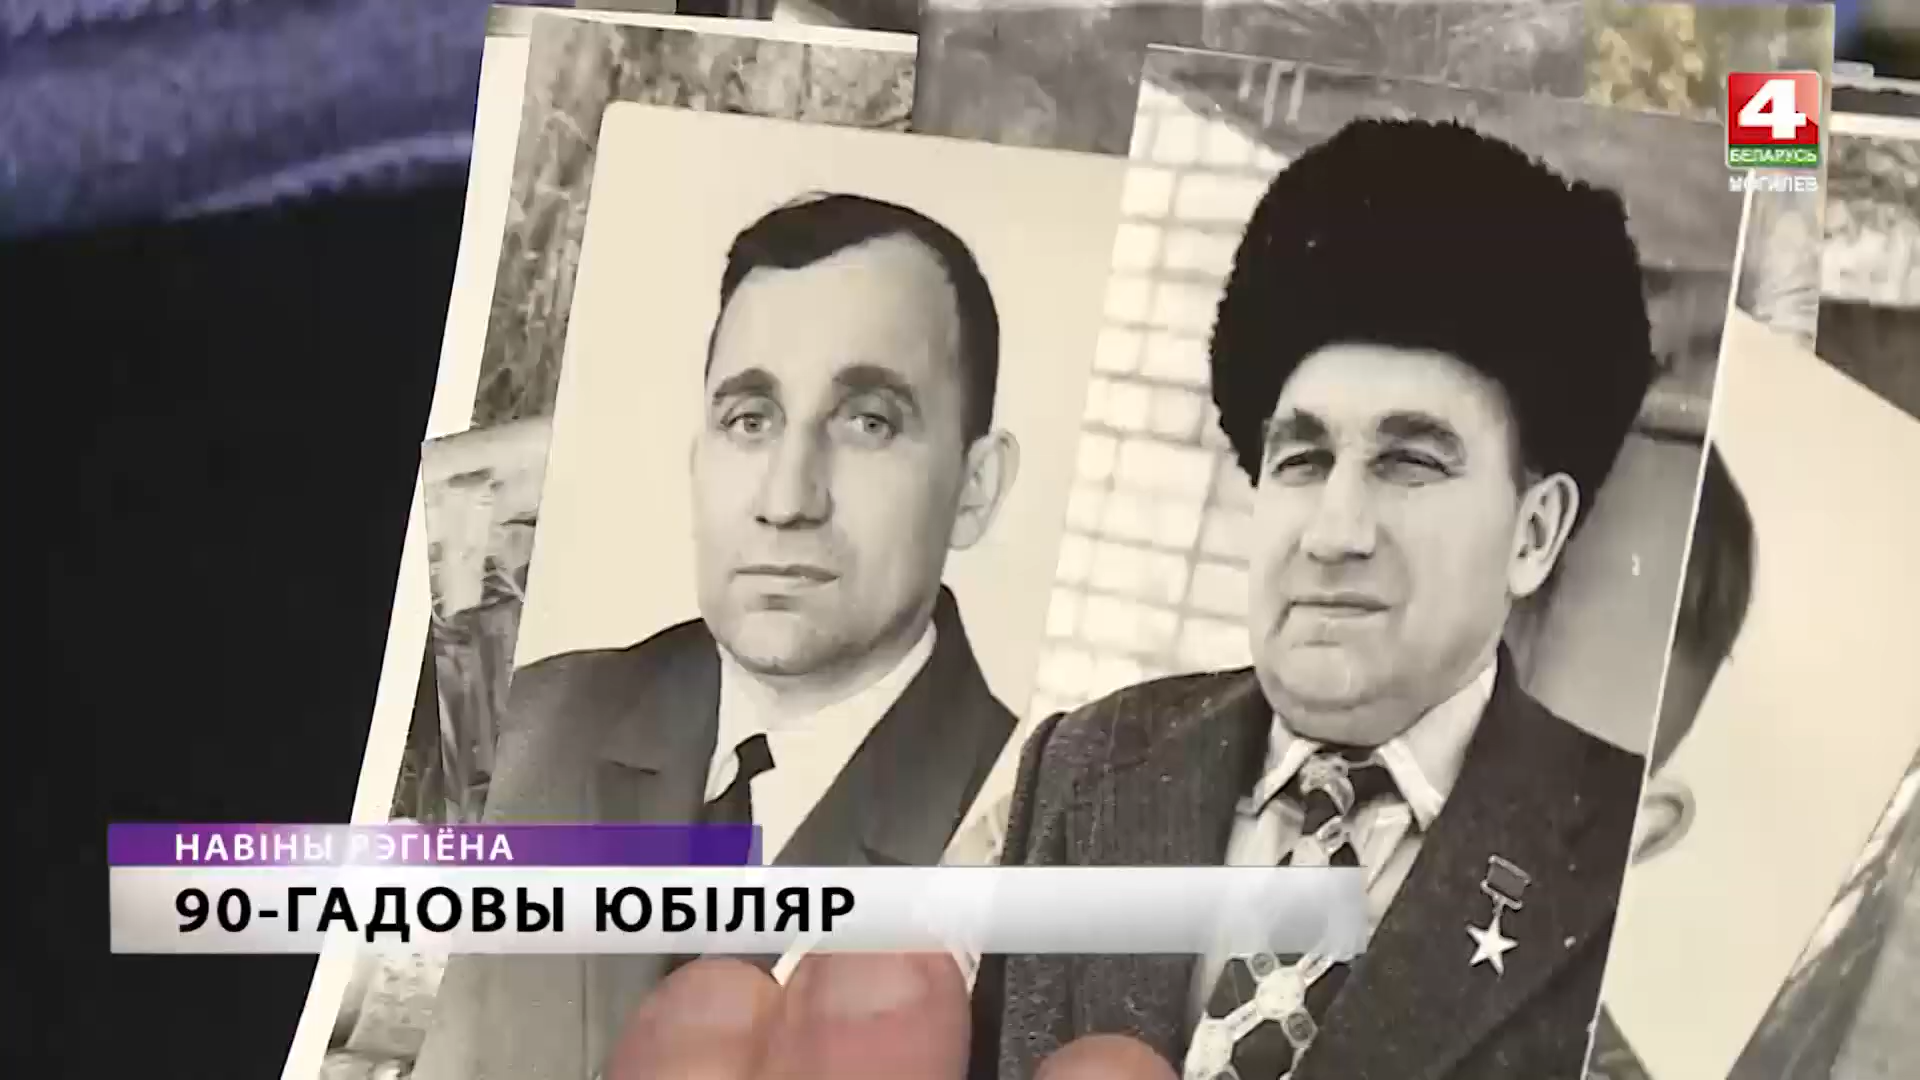 4
БЕЛАРУСЬ
МОГИЛЕВ
НАВІНЫ РЭГІЁНА
90-ГАДОВЫ ЮБІЛЯР